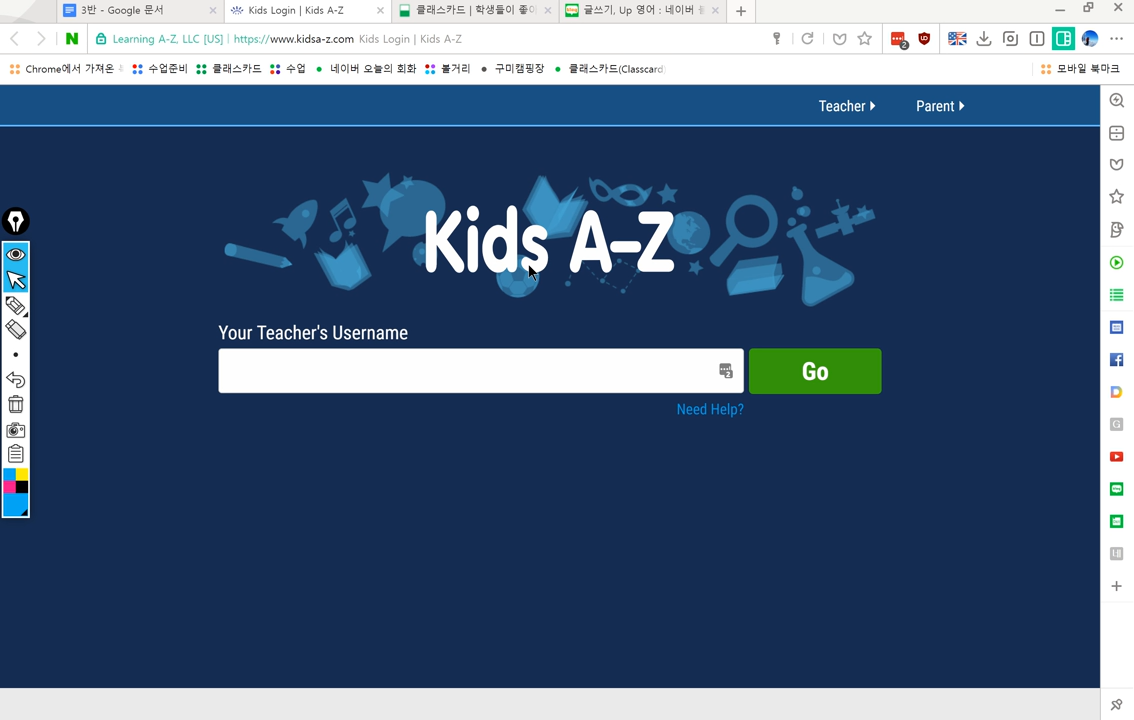 3반 - Google 문서
Kids Login | Kids A-Z
클래스카드 | 학생들이 좋아
글쓰기, Up 영어 : 네이버 블
N
Learning A-Z, LLC [US] https://www.kidsa-z.com Kids Login | Kids A-Z
Chrome에서 가져온
수업준비
클래스카드
수업
네이버 오늘의 회화
볼거리
구미캠핑장
클래스카드(Classcard)
모바일 북마크
Teacher
Parent
Kids A-Z
Your Teacher's Username
Go
Need Help?